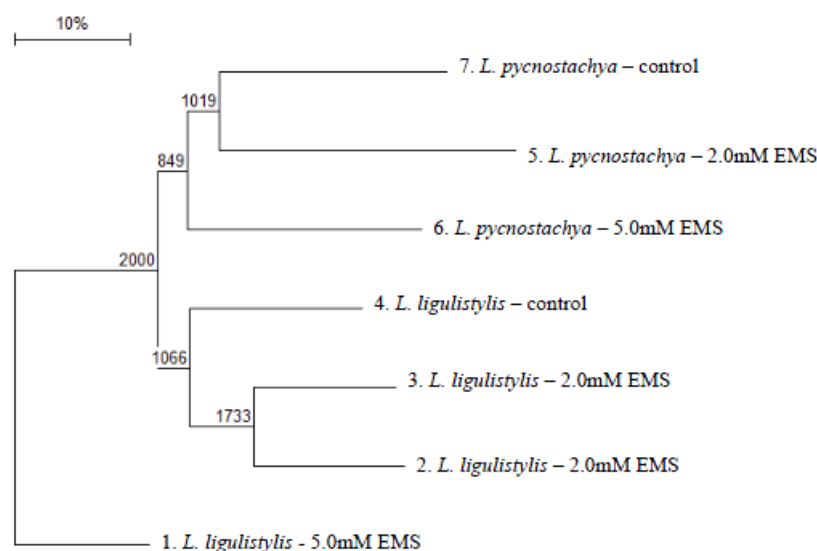 10%
7. L. pycnostachya – control
1019
5. L. pycnostachya – 2.0mM EMS
849
6. L. pycnostachya – 5.0mM EMS
2000
4. L. ligulistylis – control
1066
3. L. ligulistylis – 2.0mM EMS
1733
2. L. ligulistylis – 2.0mM EMS
1. L. ligulistylis - 5.0mM EMS